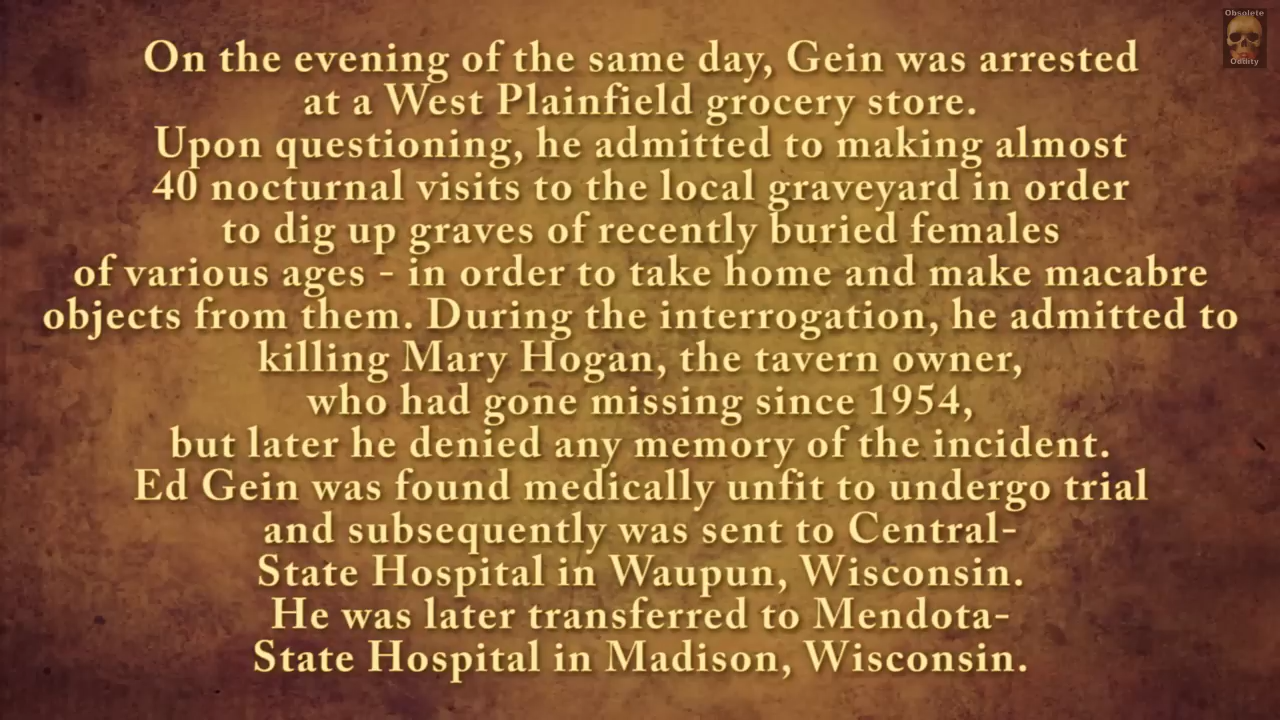 Obsolete
Oddity
On the evening of the same day, Gein was arrested
at a West Plainfield grocery store.
Upon questioning, he admitted to making almost
40 nocturnal visits to the local graveyard in order
to dig up graves of recently buried females
of various ages - in order to take home and make macabre
objects from them. During the interrogation, he admitted to
killing Mary Hogan, the tavern owner,
who had gone missing since 1954,
but later he denied any memory of the incident.
Ed Gein was found medically unfit to undergo trial
and subsequently was sent to Central-
State Hospital in Waupun, Wisconsin.
He was later transferred to Mendota-
State Hospital in Madison, Wisconsin.